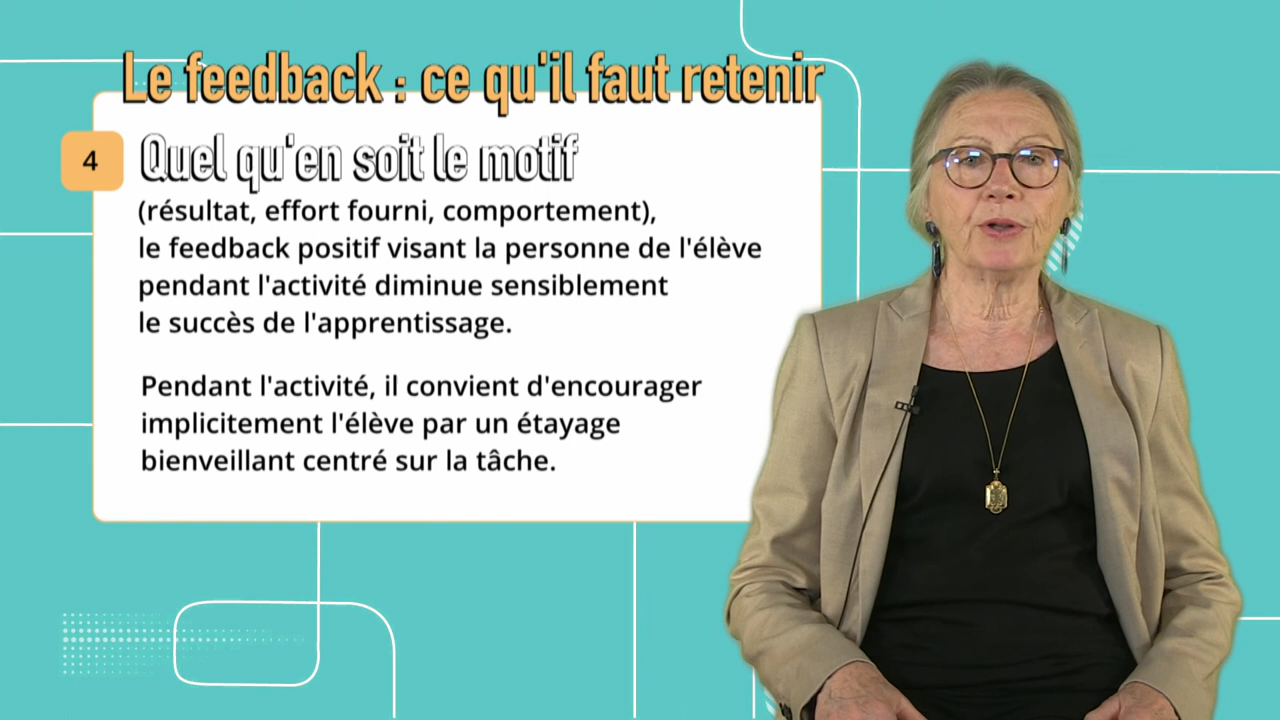 Le feedback : ce qu'il faut retenir
4
Quel qu'en soit le motif
(résultat, effort fourni, comportement),
le feedback positif visant la personne de l'élève
pendant l'activité diminue sensiblement
le succès de l'apprentissage.
Pendant l'activité, il convient d'encourager
implicitement l'élève par un étayage
bienveillant centré sur la tâche.